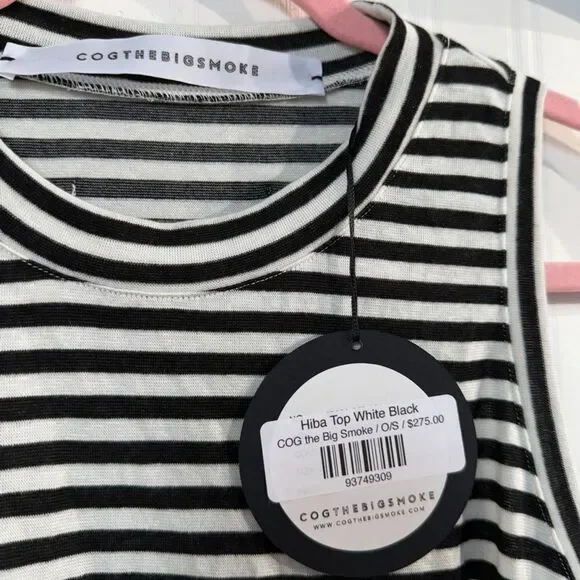 COGTHEBIGSMOKE
Hiba Top White Black
COG the Big Smoke / O/S / $275.00
93749309
COGTHEBIGSMOKE
WWW.COGTHEBIGSMOKE.COM